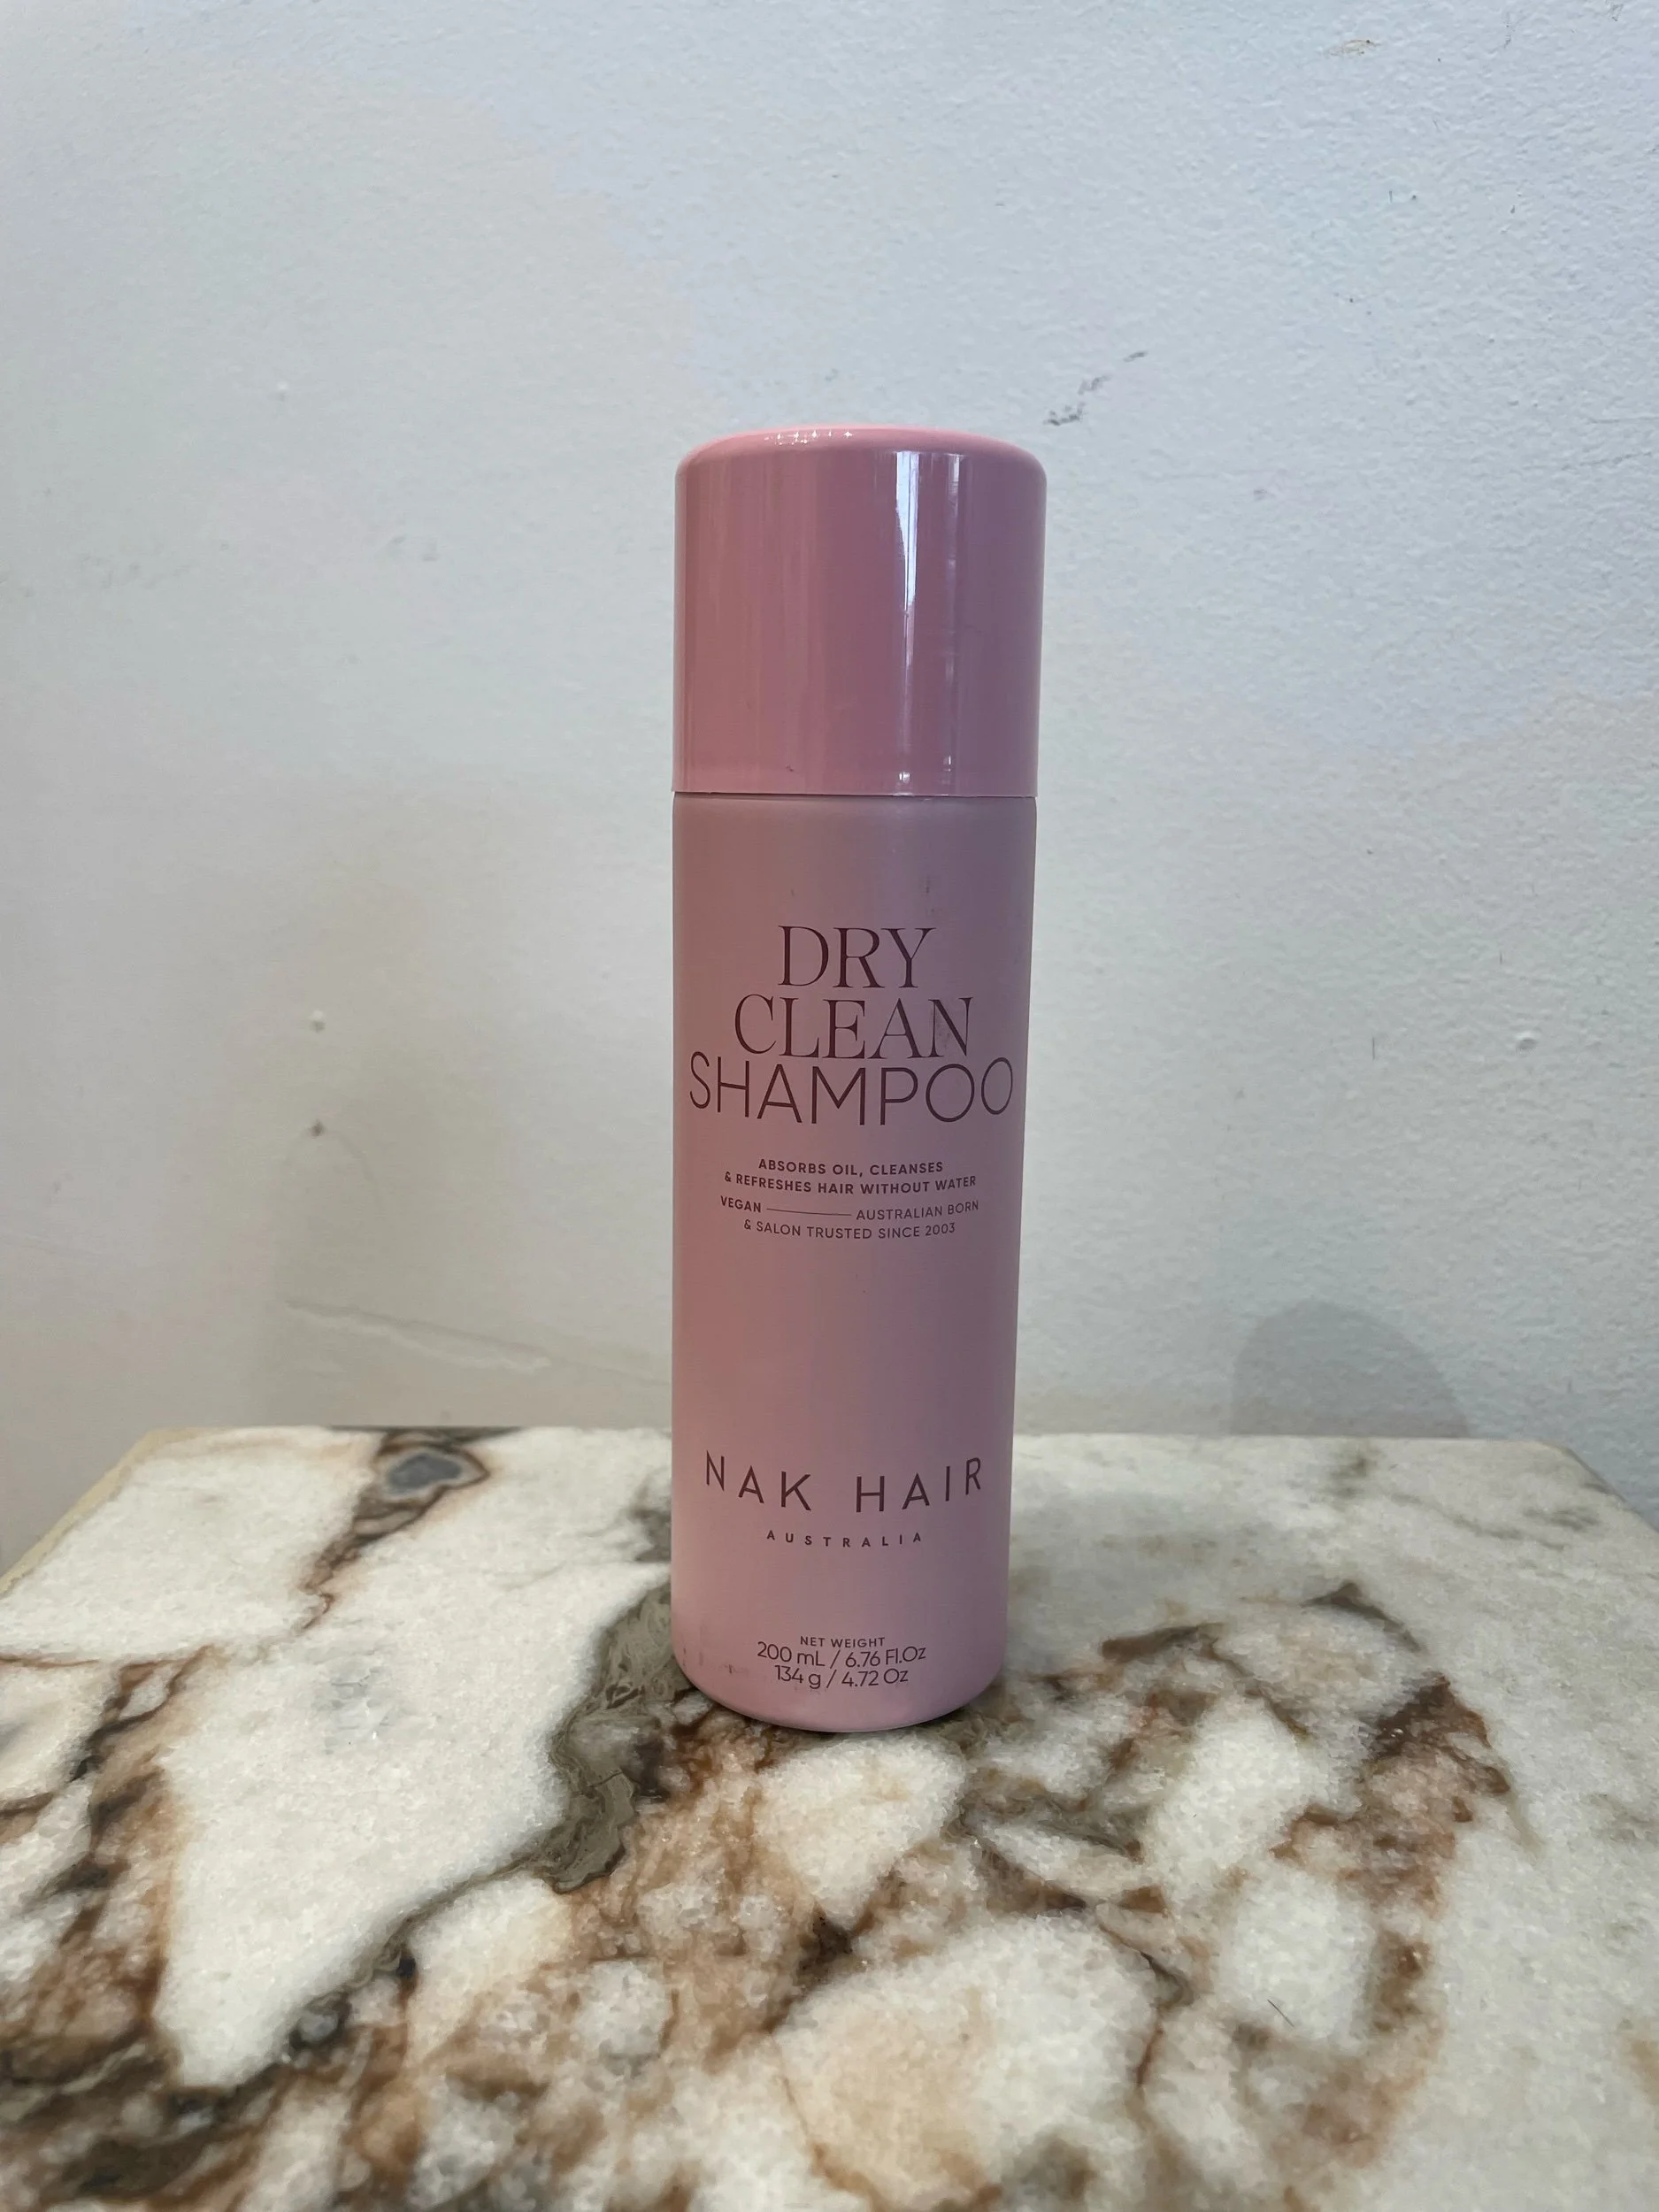 DRY
CLEAN
SHAMPOO
ABSORBS OIL, CLEANSES
& REFRESHES HAIR WITHOUT WATER
VEGAN AUSTRALIAN BORN
& SALON TRUSTED SINCE 2003
NAK HAIR
AUSTRALIA
NET WEIGHT
200 mL / 6.76 Fl.Oz
134 g / 4.72 Oz